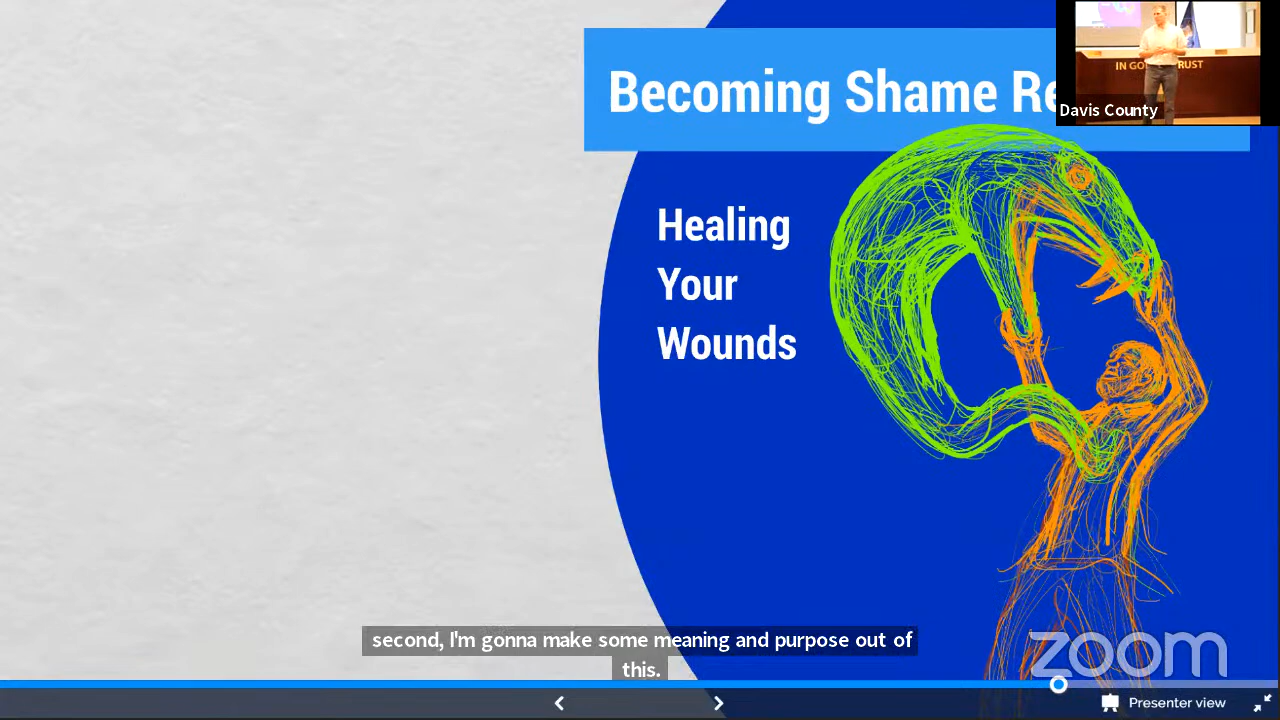 Becoming Shame Re
IN GO RUST
Davis County
Healing
Your
Wounds
second, I'm gonna make some meaning and purpose out of
this.
zoom
Presenter view